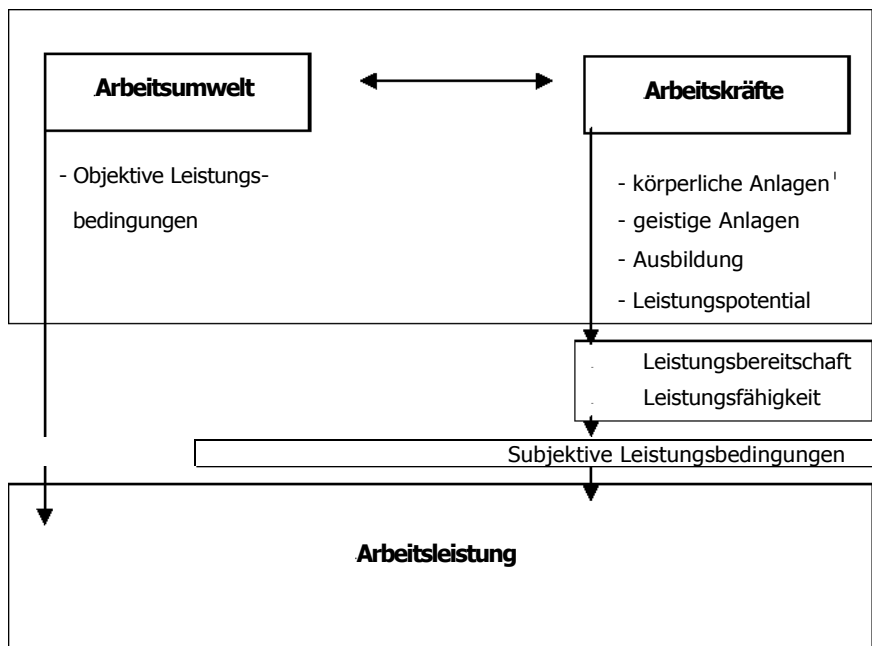 Arbeitsumwelt
Arbeitskräfte
- Objektive Leistungs-
bedingungen
- körperliche Anlagen
- geistige Anlagen
- Ausbildung
- Leistungspotential
Leistungsbereitschaft
Leistungsfähigkeit
Subjektive Leistungsbedingungen
Arbeitsleistung